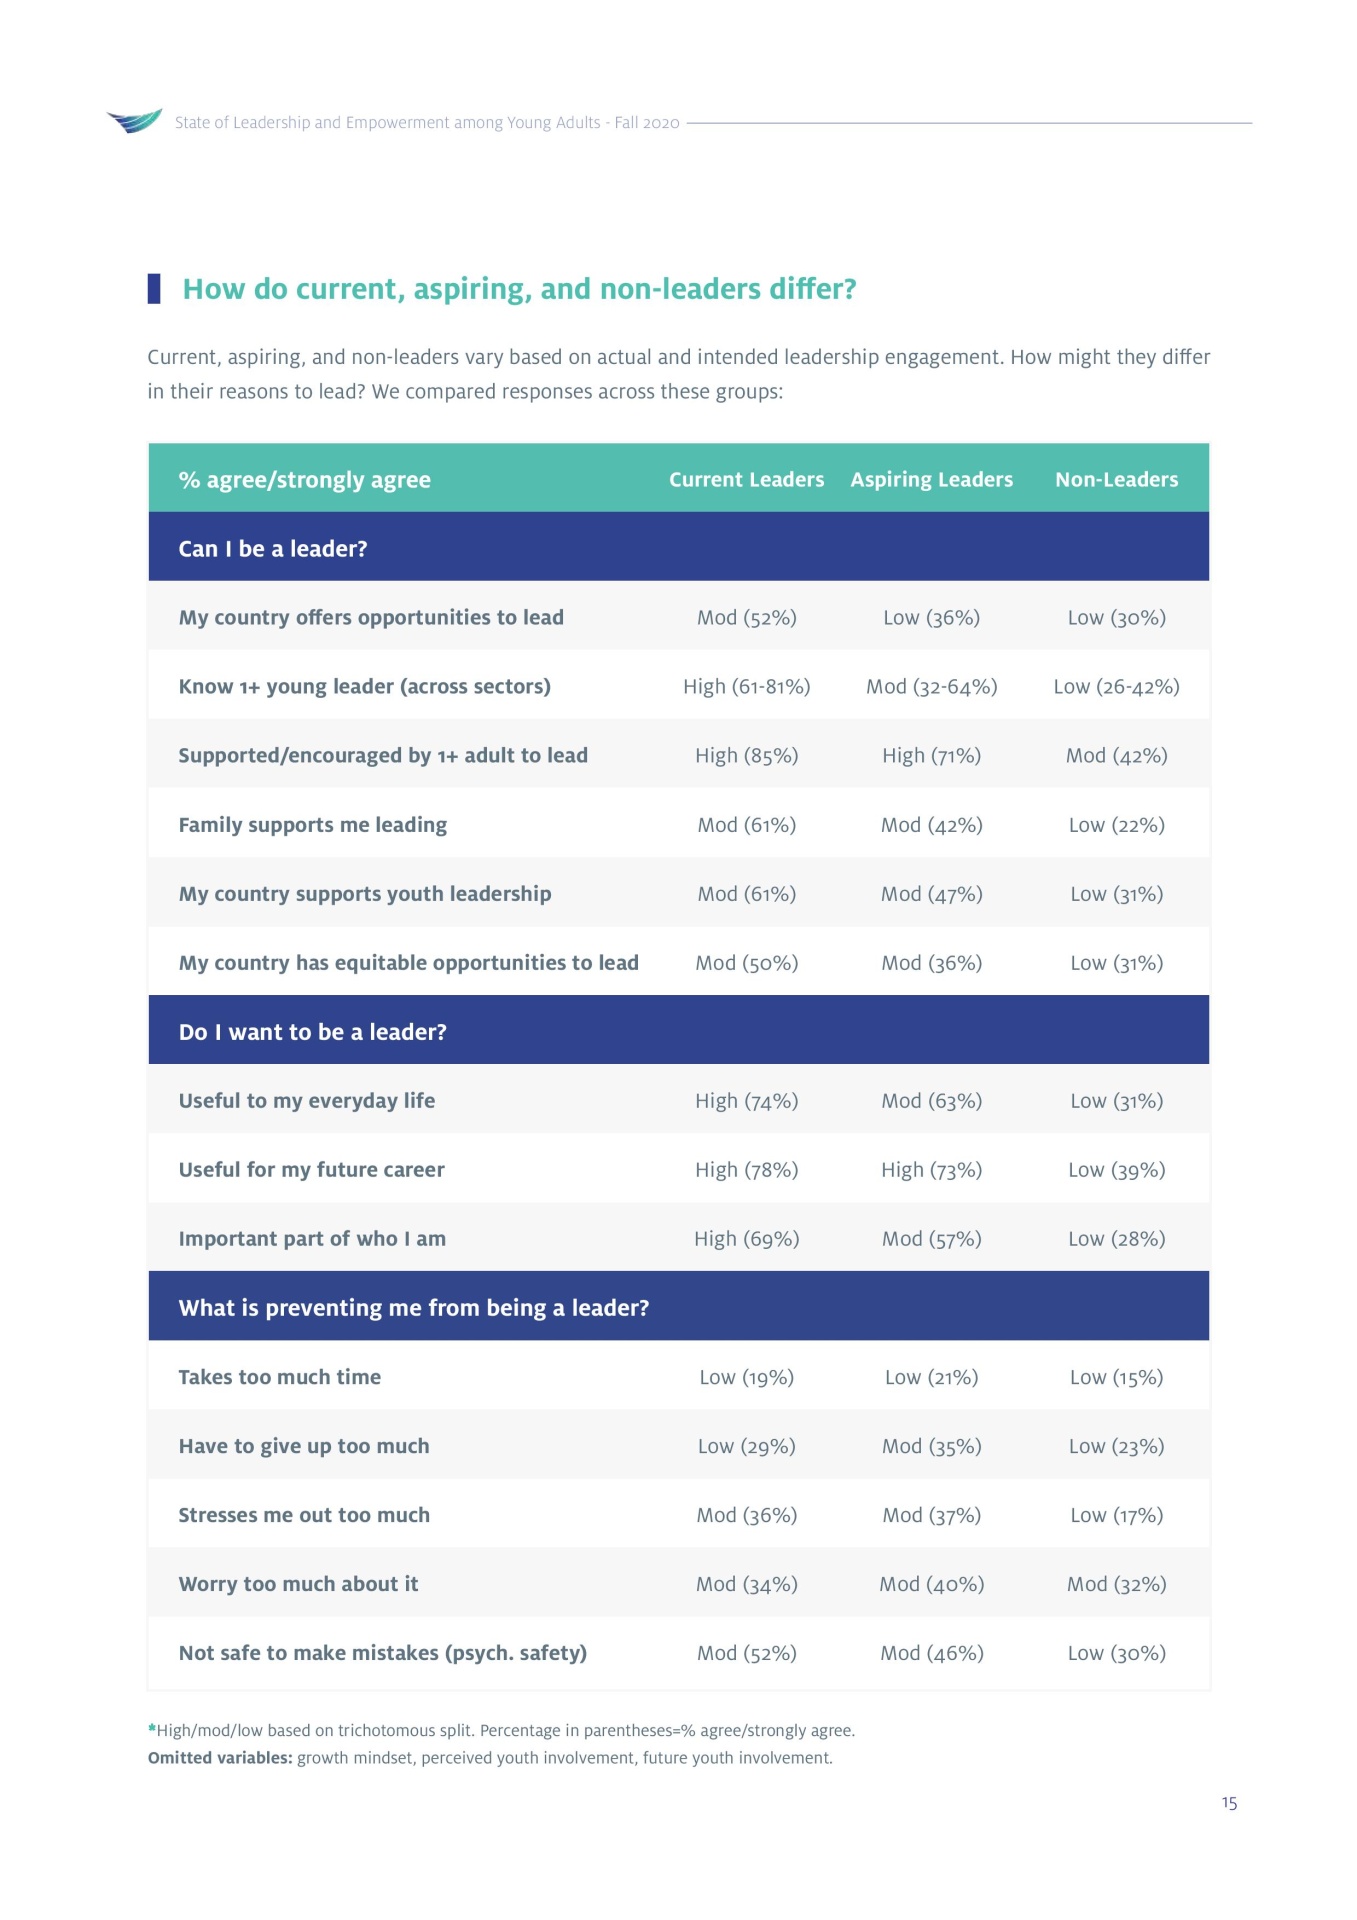 State of Leadership and Empowerment among Young Adults - Fall 2020
How do current, aspiring, and non-leaders differ?
Current, aspiring, and non-leaders vary based on actual and intended leadership engagement. How might they differ
in their reasons to lead? We compared responses across these groups:
% agree/strongly agree Current Leaders Aspiring Leaders Non-Leaders
Can I be a leader?
My country offers opportunities to lead Mod (52%) Low (36%) Low (30%)
Know 1+ young leader (across sectors) High (61-81%) Mod (32-64%) Low (26-42%)
Supported/encouraged by 1+ adult to lead High (85%) High (71%) Mod (42%)
Family supports me leading Mod (61%) Mod (42%) Low (22%)
My country supports youth leadership Mod (61%) Mod (47%) Low (31%)
My country has equitable opportunities to lead Mod (50%) Mod (36%) Low (31%)
Do I want to be a leader?
Useful to my everyday life High (74%) Mod (63%) Low (31%)
Useful for my future career High (78%) High (73%) Low (39%)
Important part of who I am High (69%) Mod (57%) Low (28%)
What is preventing me from being a leader?
Takes too much time Low (19%) Low (21%) Low (15%)
Have to give up too much Low (29%) Mod (35%) Low (23%)
Stresses me out too much Mod (36%) Mod (37%) Low (17%)
Worry too much about it Mod (34%) Mod (40%) Mod (32%)
Not safe to make mistakes (psych. safety) Mod (52%) Mod (46%) Low (30%)
*High/mod/low based on trichotomous split. Percentage in parentheses=% agree/strongly agree.
Omitted variables: growth mindset, perceived youth involvement, future youth involvement.
15